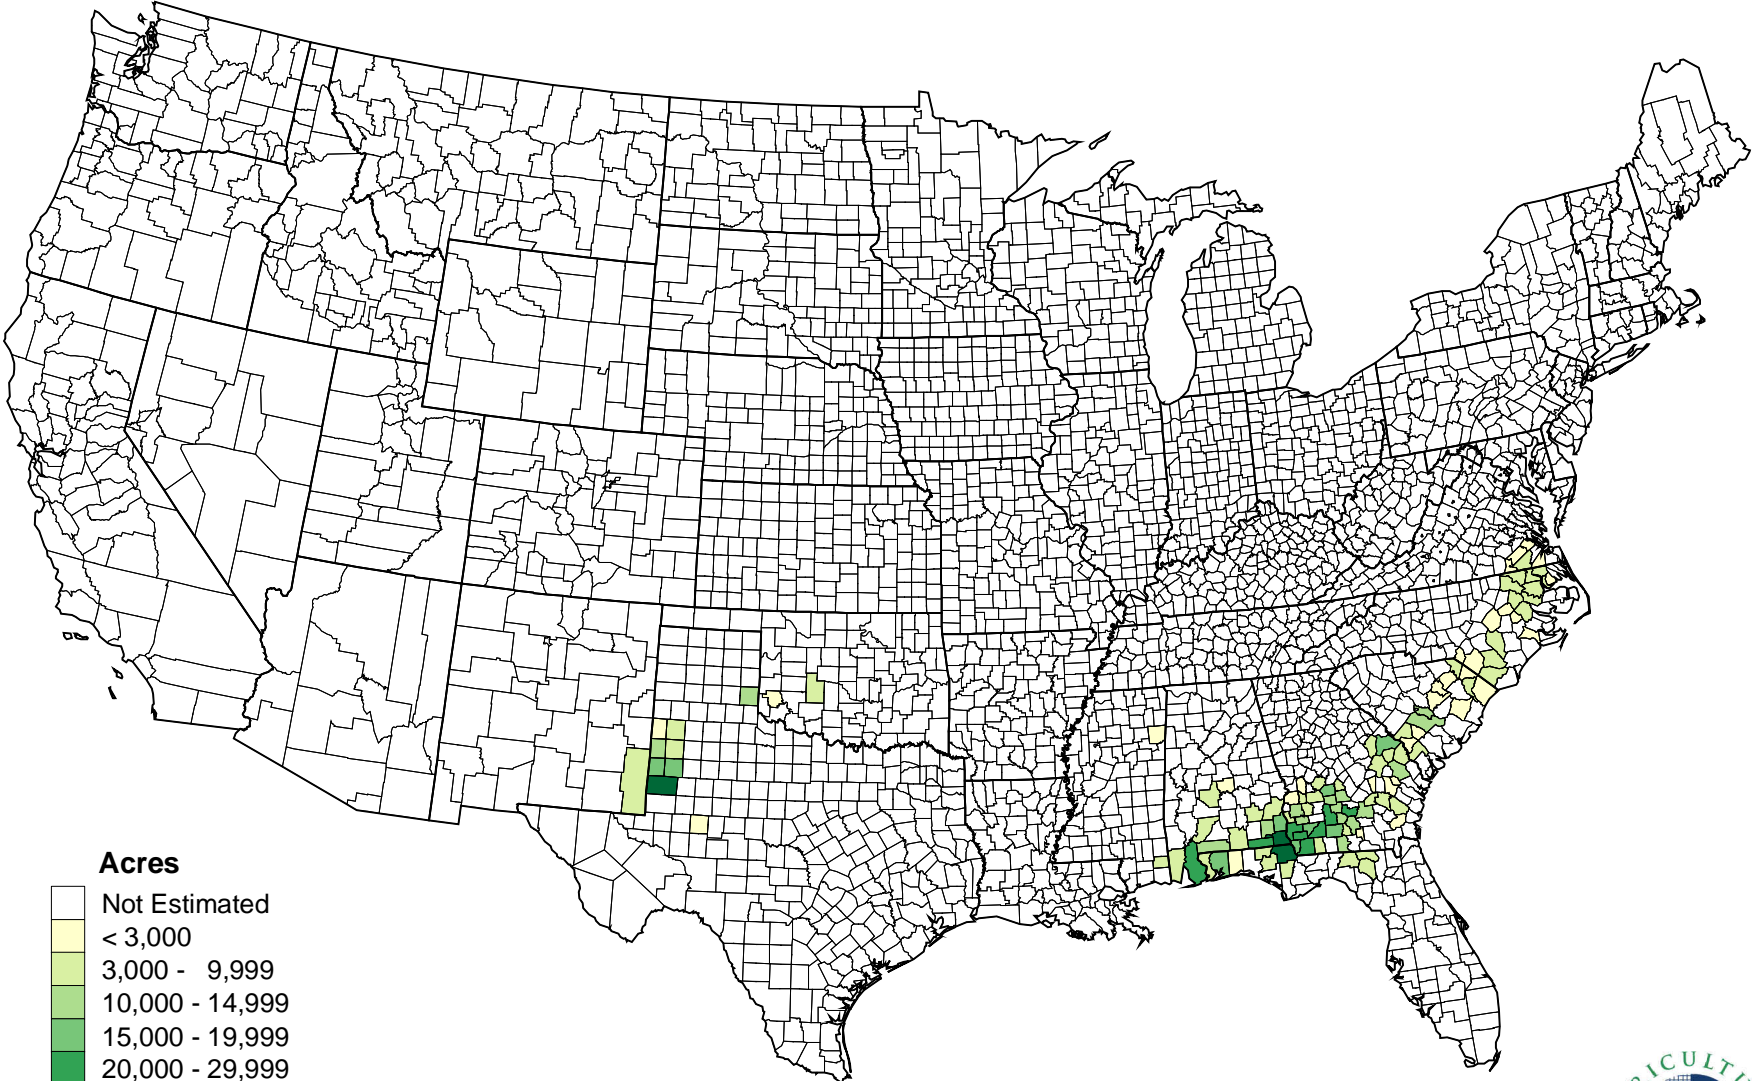 Acres
Not Estimated
< 3,000
3,000 - 9,999
10,000 - 14,999
15,000 - 19,999
20,000 - 29,999